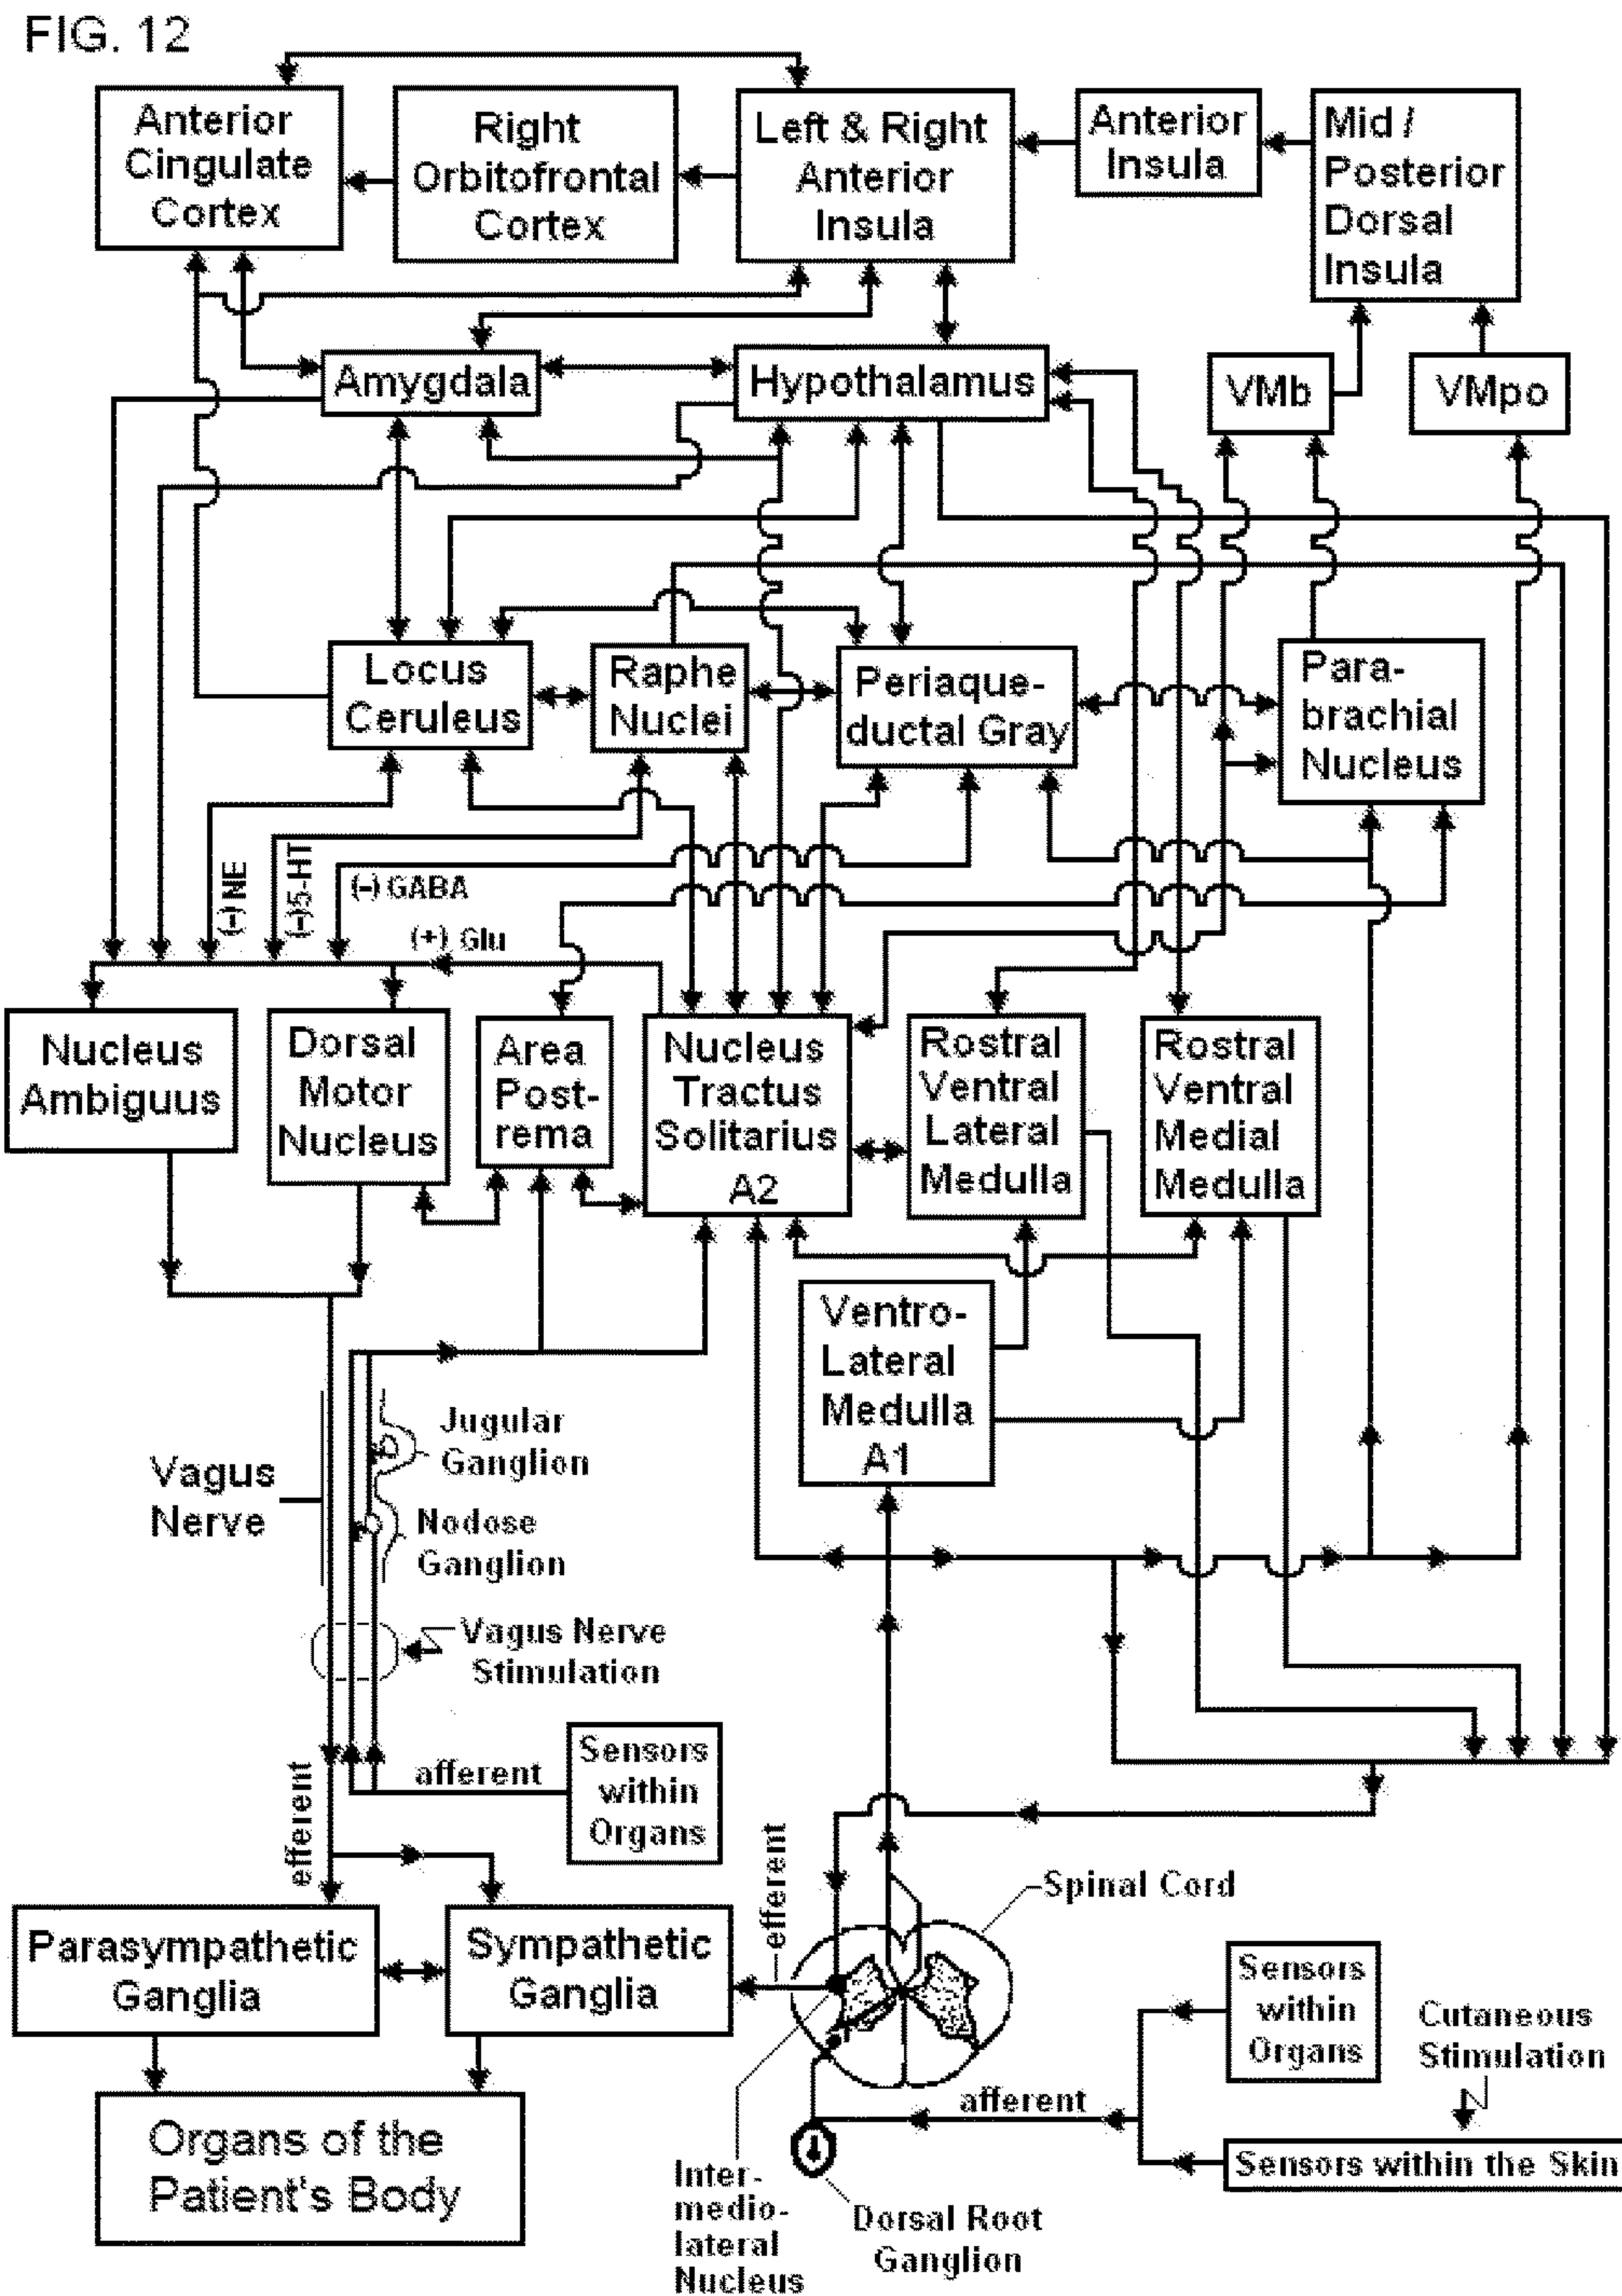 FIG. 12
Anterior
Cingulate
Cortex
Right
Orbitofrontal
Cortex
Left & Right
Anterior
Insula
Anterior
Insula
Mid /
Posterior
Dorsal
Insula
Amygdala
Hypothalamus
VMb
VMpo
Locus
Ceruleus
Raphe
Nuclei
Periaque-
ductal Gray
Para-
brachial
Nucleus
(-) NE
(-)5-HT
(-) GABA
(+) Glu
Nucleus
Ambiguus
Dorsal
Motor
Nucleus
Area
Post-
rema
Nucleus
Tractus
Solitarius
A2
Rostral
Ventral
Lateral
Medulla
Rostral
Ventral
Medial
Medulla
Ventro-
Lateral
Medulla
A1
Jugular
Ganglion
Vagus
Nerve
Nodose
Ganglion
Vagus Nerve
Stimulation
Sensors
within
Organs
afferent
efferent
efferent
Spinal Cord
Parasympathetic
Ganglia
Sympathetic
Ganglia
Sensors
within
Organs
Cutaneous
Stimulation
afferent
Sensors within the Skin
Organs of the
Patient's Body
Inter-
medio-
lateral
Nucleus
Dorsal Root
Ganglion